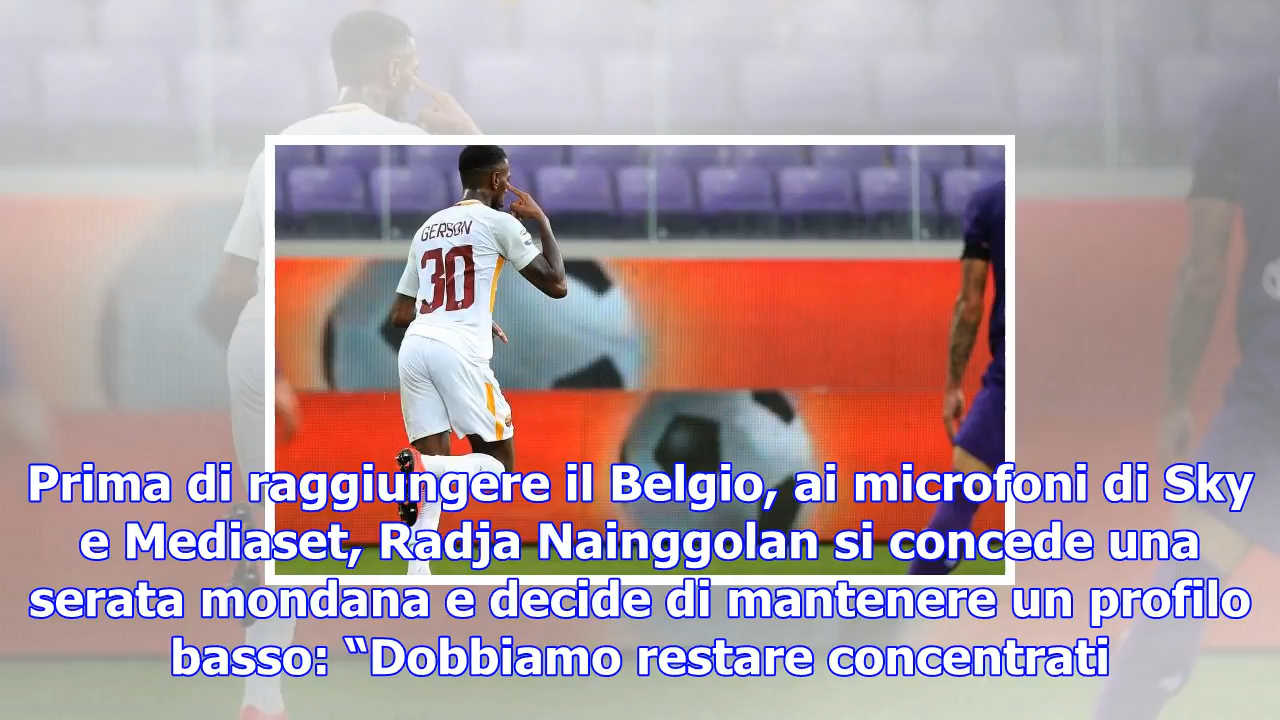 GERSON
30
Prima di raggiungere il Belgio, ai microfoni di Sky
e Mediaset, Radja Nainggolan si concede una
serata mondana e decide di mantenere un profilo
basso: “Dobbiamo restare concentrati